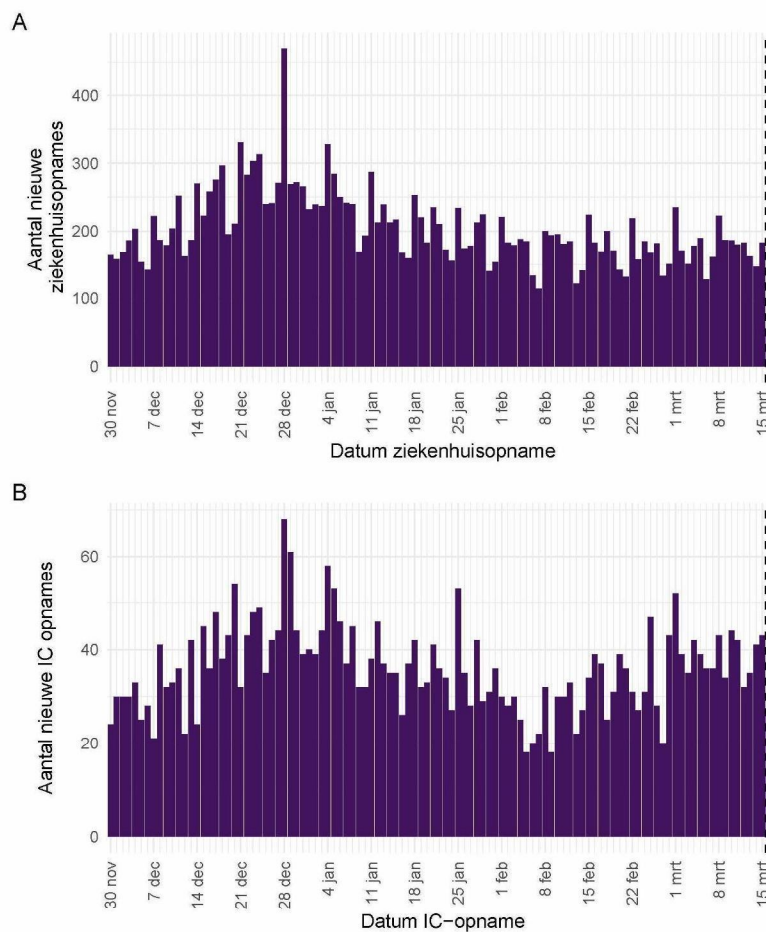 A
Aantal nieuwe
ziekenhuisopnames
400
300
200
100
0
30 nov
7 dec
14 dec
21 dec
28 dec
4 jan
11 jan
18 jan
25 jan
1 feb
8 feb
15 feb
22 feb
1 mrt
8 mrt
15 mrt
Datum ziekenhuisopname
B
Aantal nieuwe IC opnames
60
40
20
0
30 nov
7 dec
14 dec
21 dec
28 dec
4 jan
11 jan
18 jan
25 jan
1 feb
8 feb
15 feb
22 feb
1 mrt
8 mrt
15 mrt
Datum IC-opname